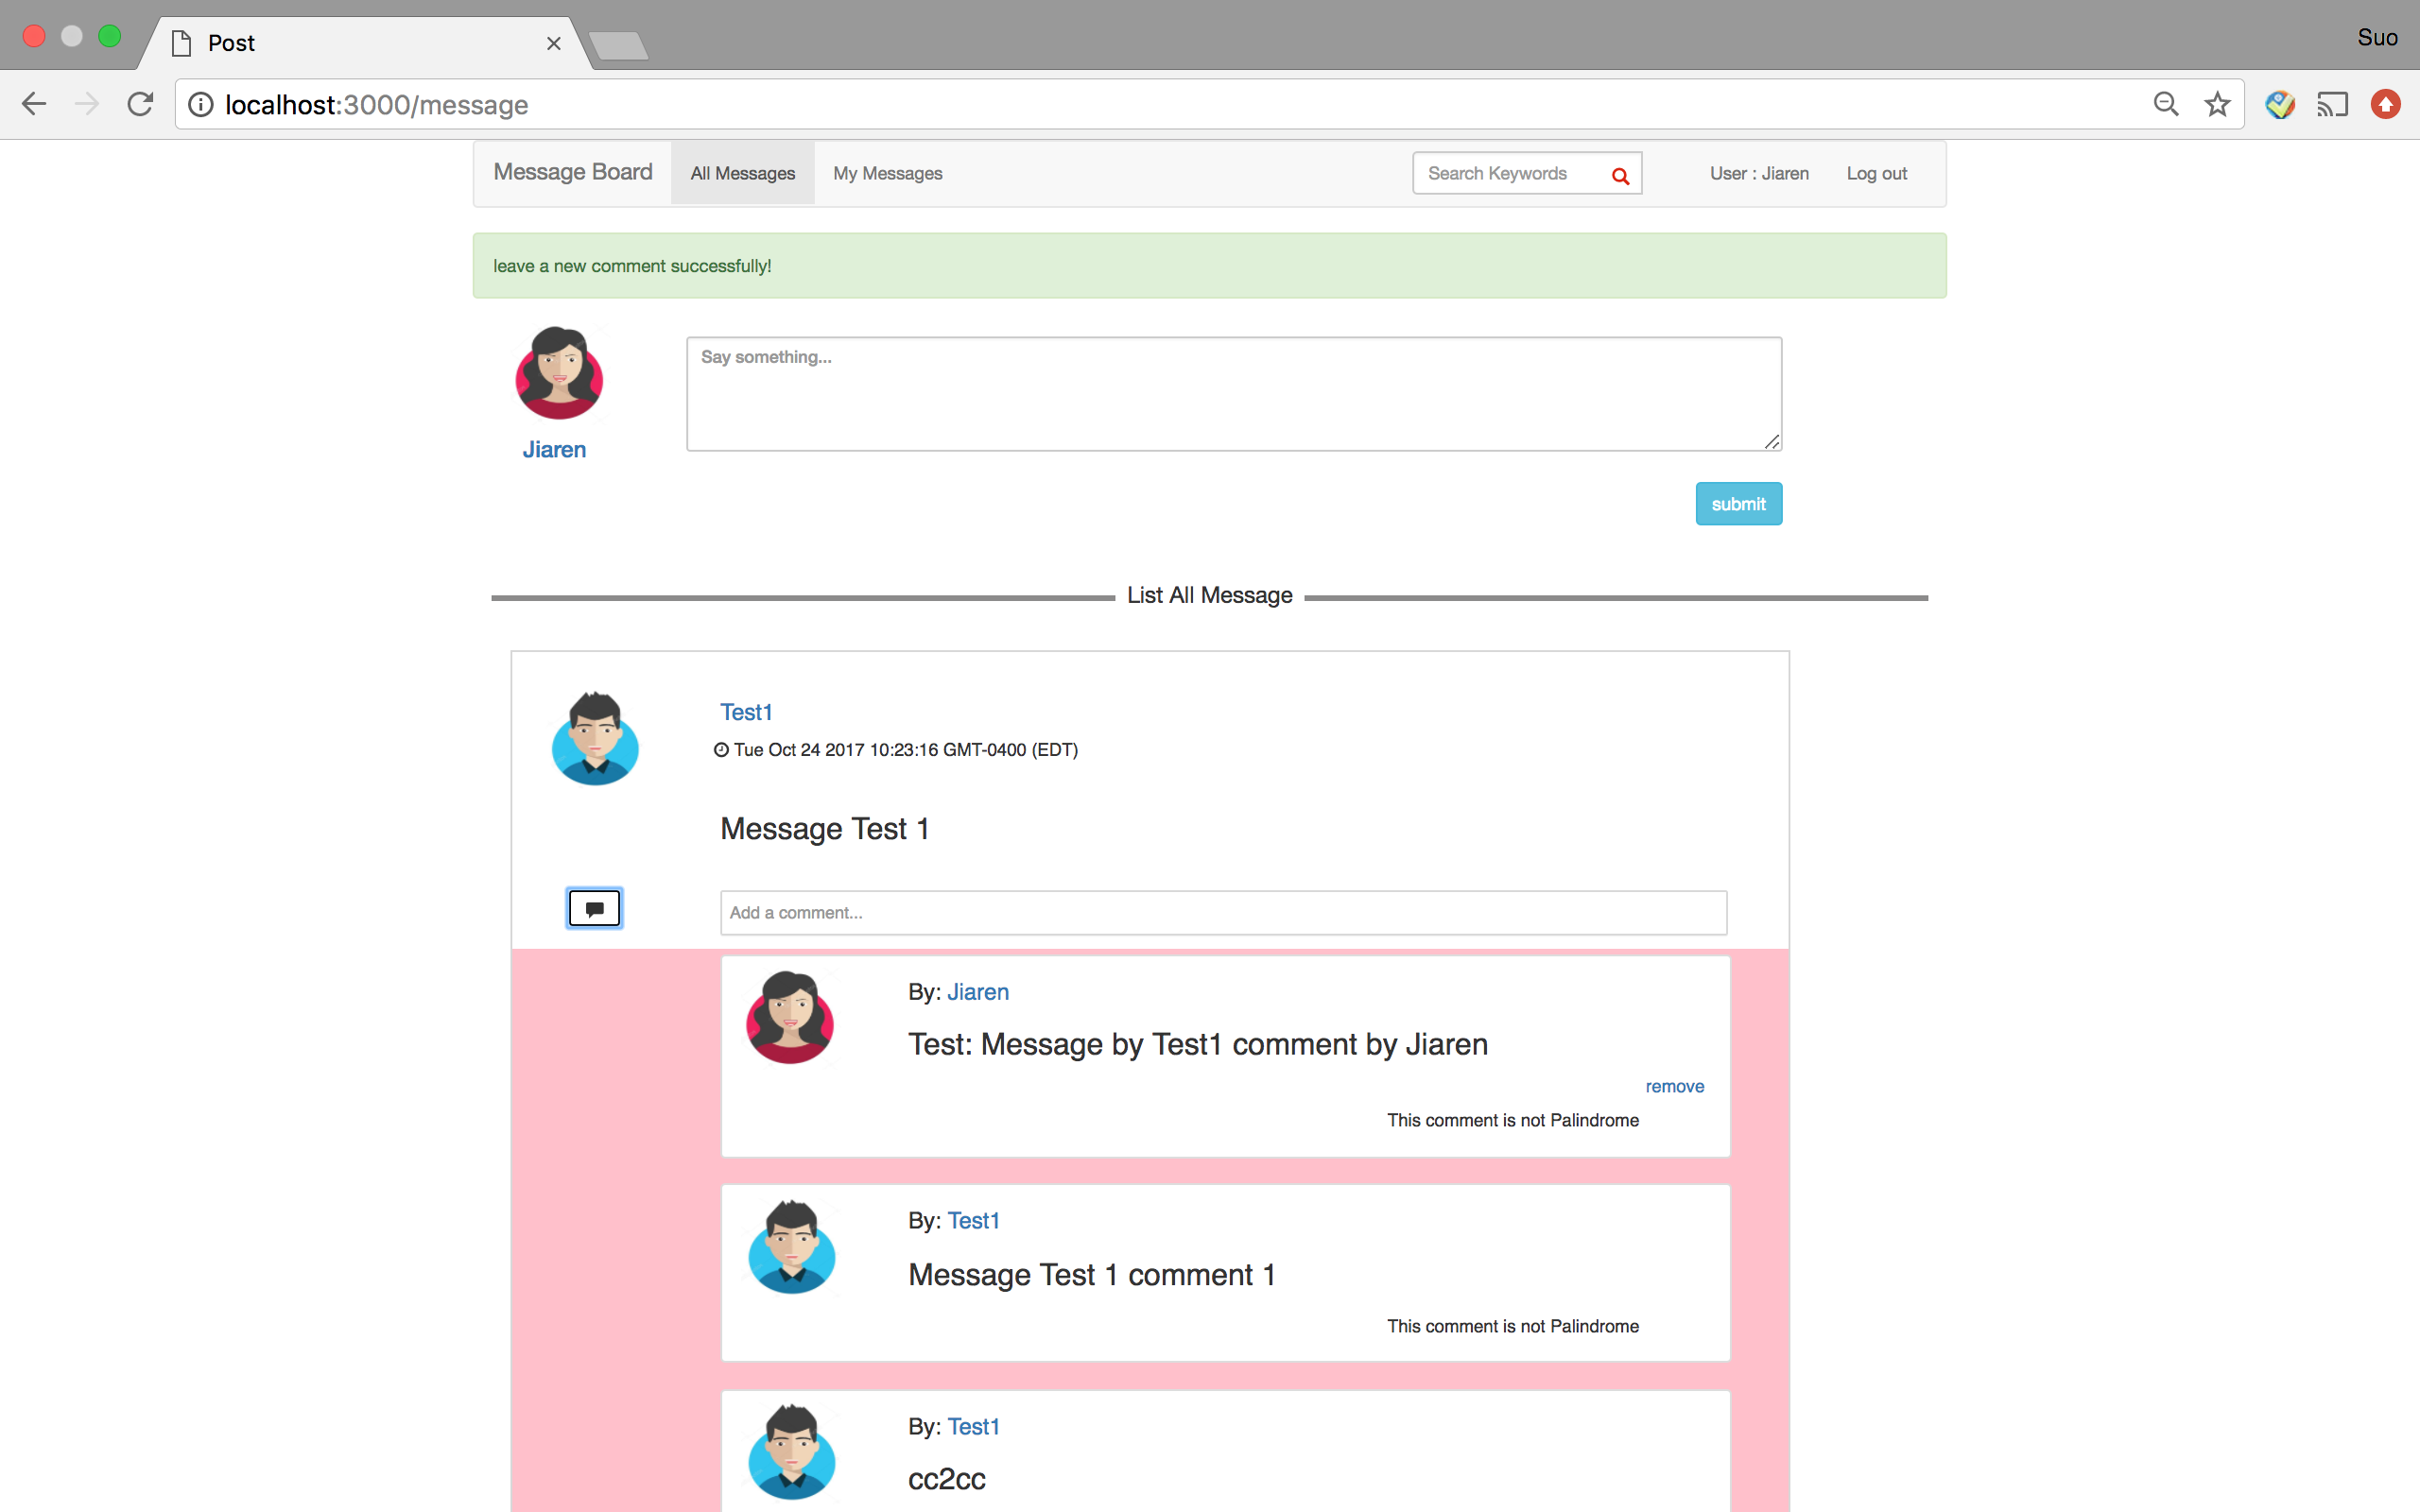 Post
Suo
localhost:3000/message
Message Board All Messages My Messages Search Keywords User : Jiaren Log out
leave a new comment successfully!
Say something...
Jiaren
submit
List All Message
Test1
Tue Oct 24 2017 10:23:16 GMT-0400 (EDT)
Message Test 1
Add a comment...
By: Jiaren
Test: Message by Test1 comment by Jiaren
remove
This comment is not Palindrome
By: Test1
Message Test 1 comment 1
This comment is not Palindrome
By: Test1
cc2cc